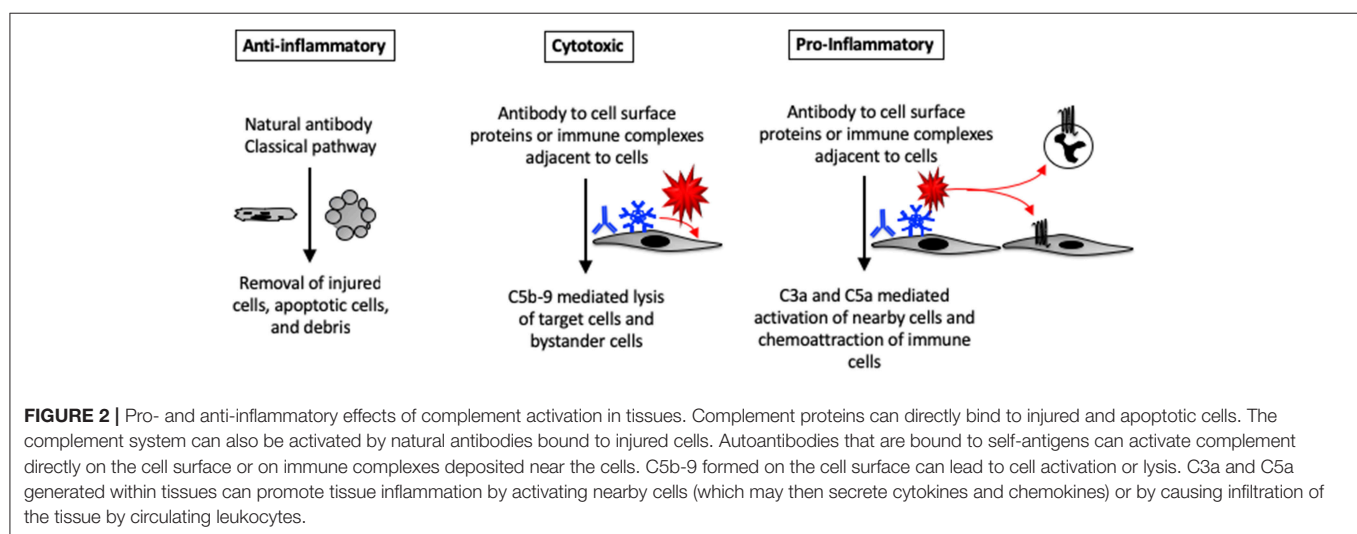 Anti-inflammatory
Natural antibody
Classical pathway
Removal of injured
cells, apoptotic cells,
and debris
Cytotoxic
Antibody to cell surface
proteins or immune complexes
adjacent to cells
C5b-9 mediated lysis
of target cells and
bystander cells
Pro-Inflammatory
Antibody to cell surface
proteins or immune complexes
adjacent to cells
C3a and C5a mediated
activation of nearby cells and
chemoattraction of immune
cells
FIGURE 2 | Pro- and anti-inflammatory effects of complement activation in tissues. Complement proteins can directly bind to injured and apoptotic cells. The
complement system can also be activated by natural antibodies bound to injured cells. Autoantibodies that are bound to self-antigens can activate complement
directly on the cell surface or on immune complexes deposited near the cells. C5b-9 formed on the cell surface can lead to cell activation or lysis. C3a and C5a
generated within tissues can promote tissue inflammation by activating nearby cells (which may then secrete cytokines and chemokines) or by causing infiltration of
the tissue by circulating leukocytes.